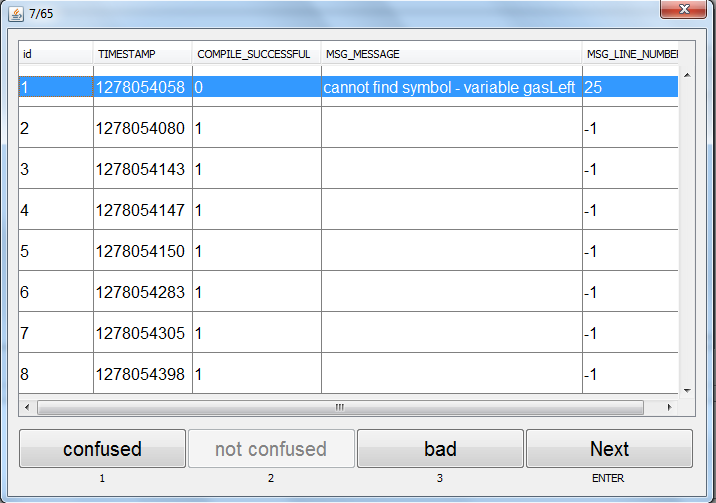 7/65
id TIMESTAMP COMPILE_SUCCESSFUL MSG_MESSAGE MSG_LINE_NUMBER
1 1278054058 0 cannot find symbol - variable gasLeft 25
2 1278054080 1 -1
3 1278054143 1 -1
4 1278054147 1 -1
5 1278054150 1 -1
6 1278054283 1 -1
7 1278054305 1 -1
8 1278054398 1 -1
confused not confused bad Next
1 2 3 ENTER